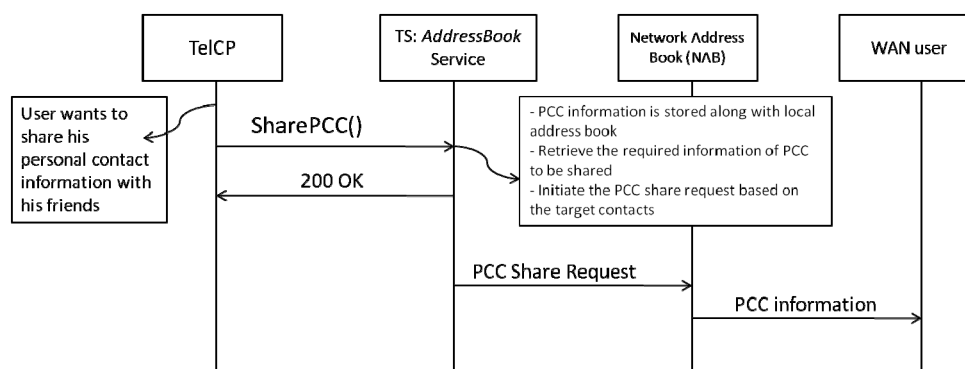 TelCP
TS: AddressBook
Service
Network Address
Book (NAB)
WAN user
User wants to
share his
personal contact
information with
his friends
SharePCC()
- PCC information is stored along with local
address book
- Retrieve the required information of PCC
to be shared
- Initiate the PCC share request based on
the target contacts
200 OK
PCC Share Request
PCC information